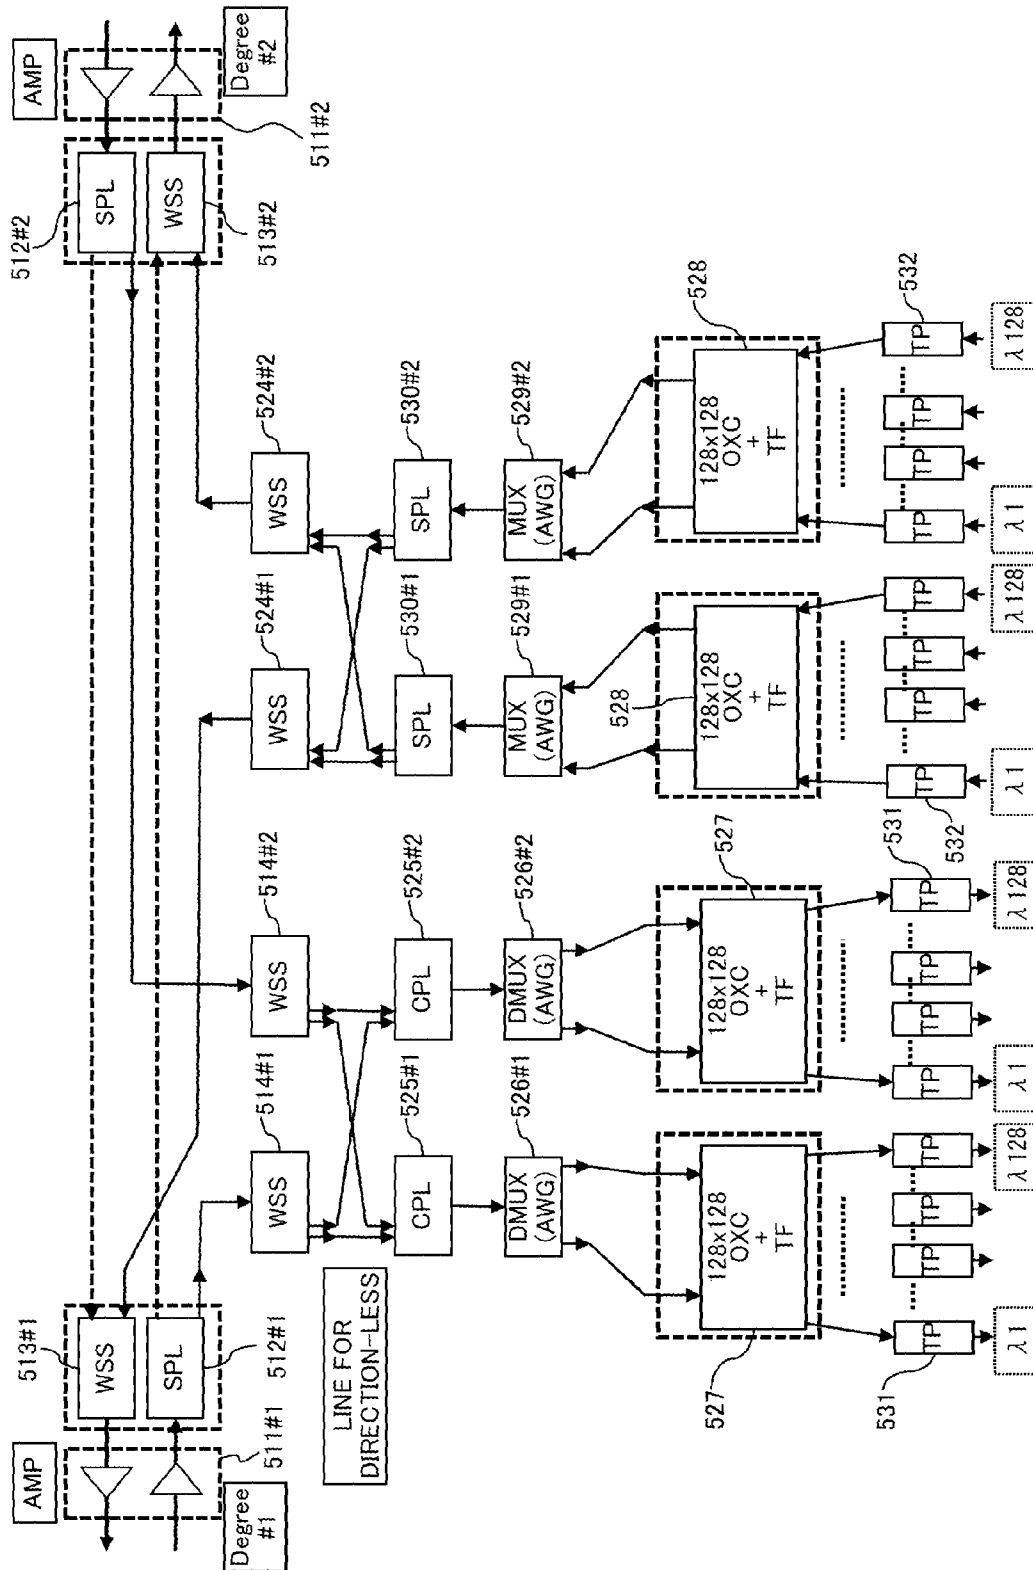 AMP
Degree
#1
511#1
513#1
WSS
SPL
512#1
AMP
Degree
#2
511#2
512#2
SPL
WSS
513#2
LINE FOR
DIRECTION-LESS
514#1
WSS
514#2
WSS
524#1
WSS
524#2
WSS
525#1
CPL
525#2
CPL
530#1
SPL
530#2
SPL
526#1
DMUX
(AWG)
526#2
DMUX
(AWG)
529#1
MUX
(AWG)
529#2
MUX
(AWG)
527
128x128
OXC
+
TF
527
128x128
OXC
+
TF
528
128x128
OXC
+
TF
528
128x128
OXC
+
TF
531
TP
TP
TP
TP
531
TP
TP
TP
TP
532
TP
TP
TP
TP
532
TP
TP
TP
TP
λ1
λ128
λ1
λ128
λ1
λ128
λ1
λ128